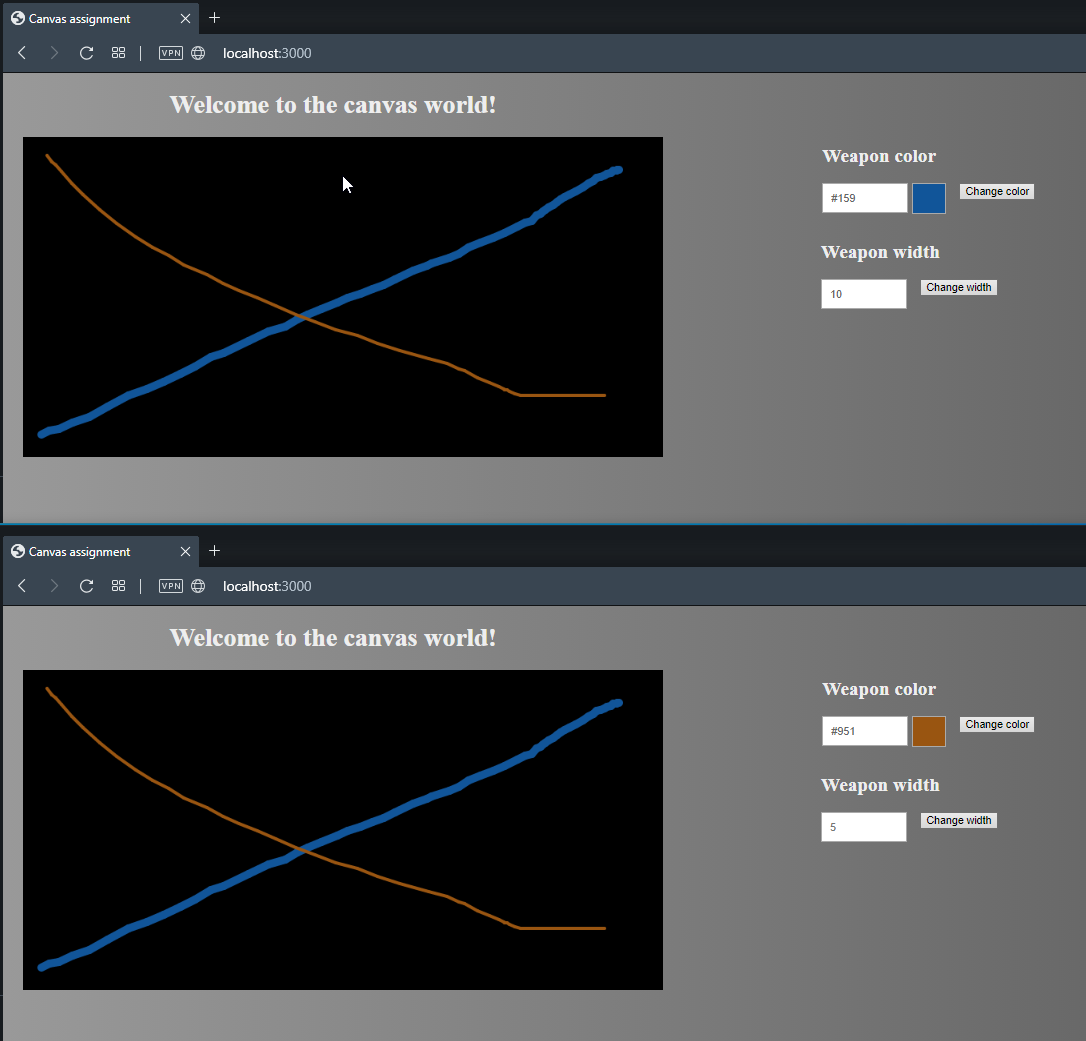 Canvas assignment
VPN localhost:3000
Welcome to the canvas world!
Weapon color
#159 Change color
Weapon width
10 Change width
Canvas assignment
VPN localhost:3000
Welcome to the canvas world!
Weapon color
#951 Change color
Weapon width
5 Change width